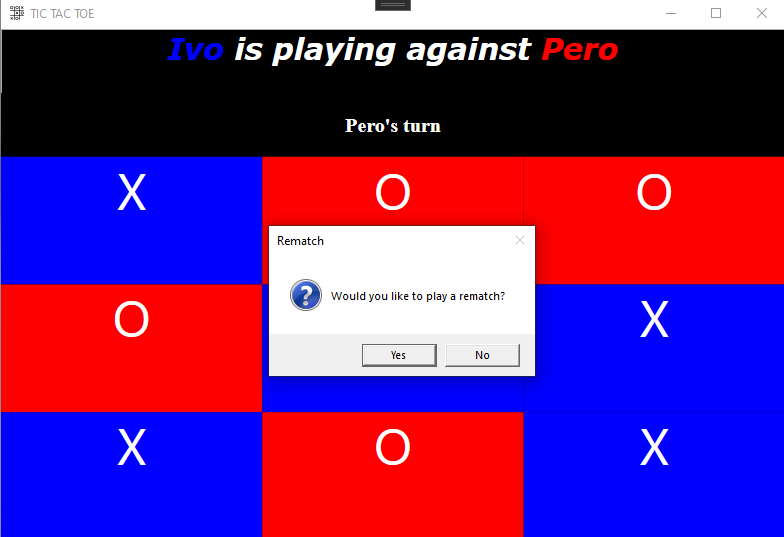 TIC TAC TOE
Ivo is playing against Pero
Pero's turn
X O O
Rematch
Would you like to play a rematch?
Yes No
O X
X O X